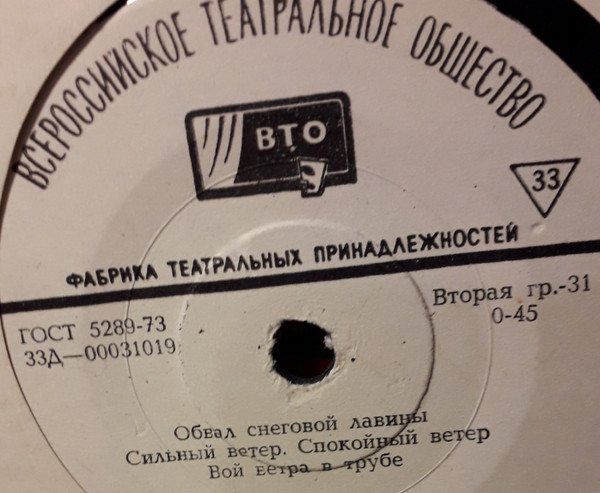 ВСЕРОССИЙСКОЕ ТЕАТРАЛЬНОЕ ОБЩЕСТВО
ВТО
33
ФАБРИКА ТЕАТРАЛЬНЫХ ПРИНАДЛЕЖНОСТЕЙ
ГОСТ 5289-73
33Д—00031019
Вторая гр.-31
0-45
Обвал снеговой лавины
Сильный ветер. Спокойный ветер
Вой ветра в трубе